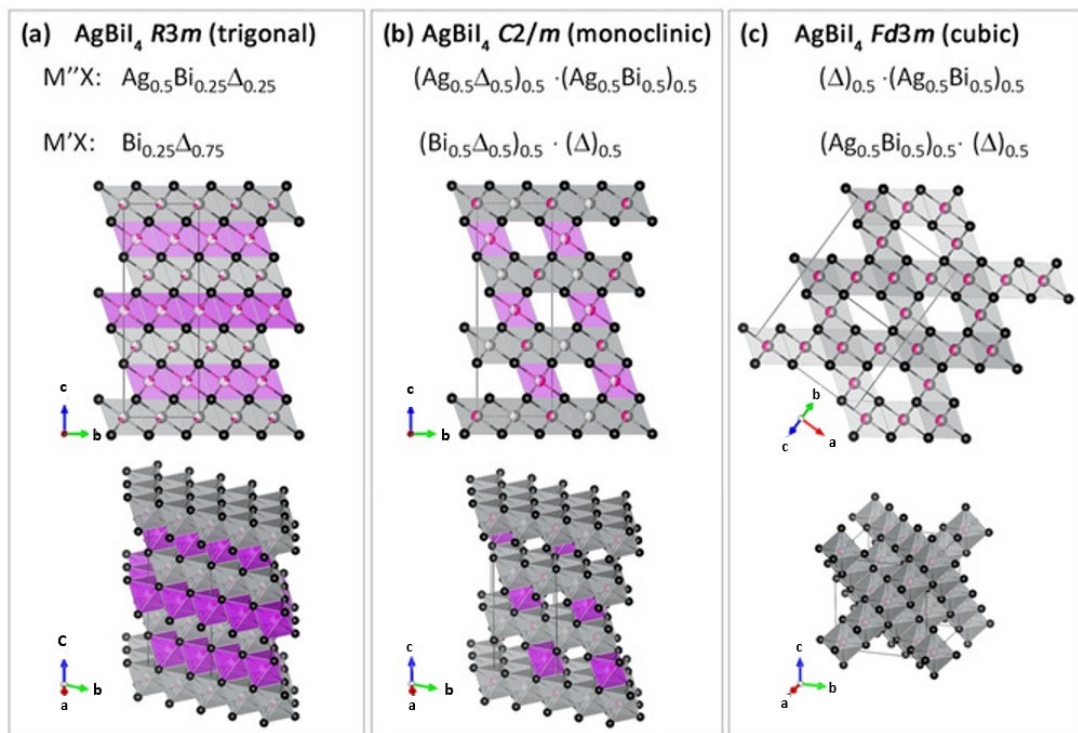 (a) AgBiI₄ R3m (trigonal)
M''X: Ag₀.₅Bi₀.₂₅Δ₀.₂₅
M'X: Bi₀.₂₅Δ₀.₇₅
c
b
c
b
a
(b) AgBiI₄ C2/m (monoclinic)
(Ag₀.₅Δ₀.₅)₀.₅ ·(Ag₀.₅Bi₀.₅)₀.₅
(Bi₀.₅Δ₀.₅)₀.₅ · (Δ)₀.₅
c
b
c
b
a
(c) AgBiI₄ Fd3m (cubic)
(Δ)₀.₅ ·(Ag₀.₅Bi₀.₅)₀.₅
(Ag₀.₅Bi₀.₅)₀.₅· (Δ)₀.₅
b
c
a
c
b
a